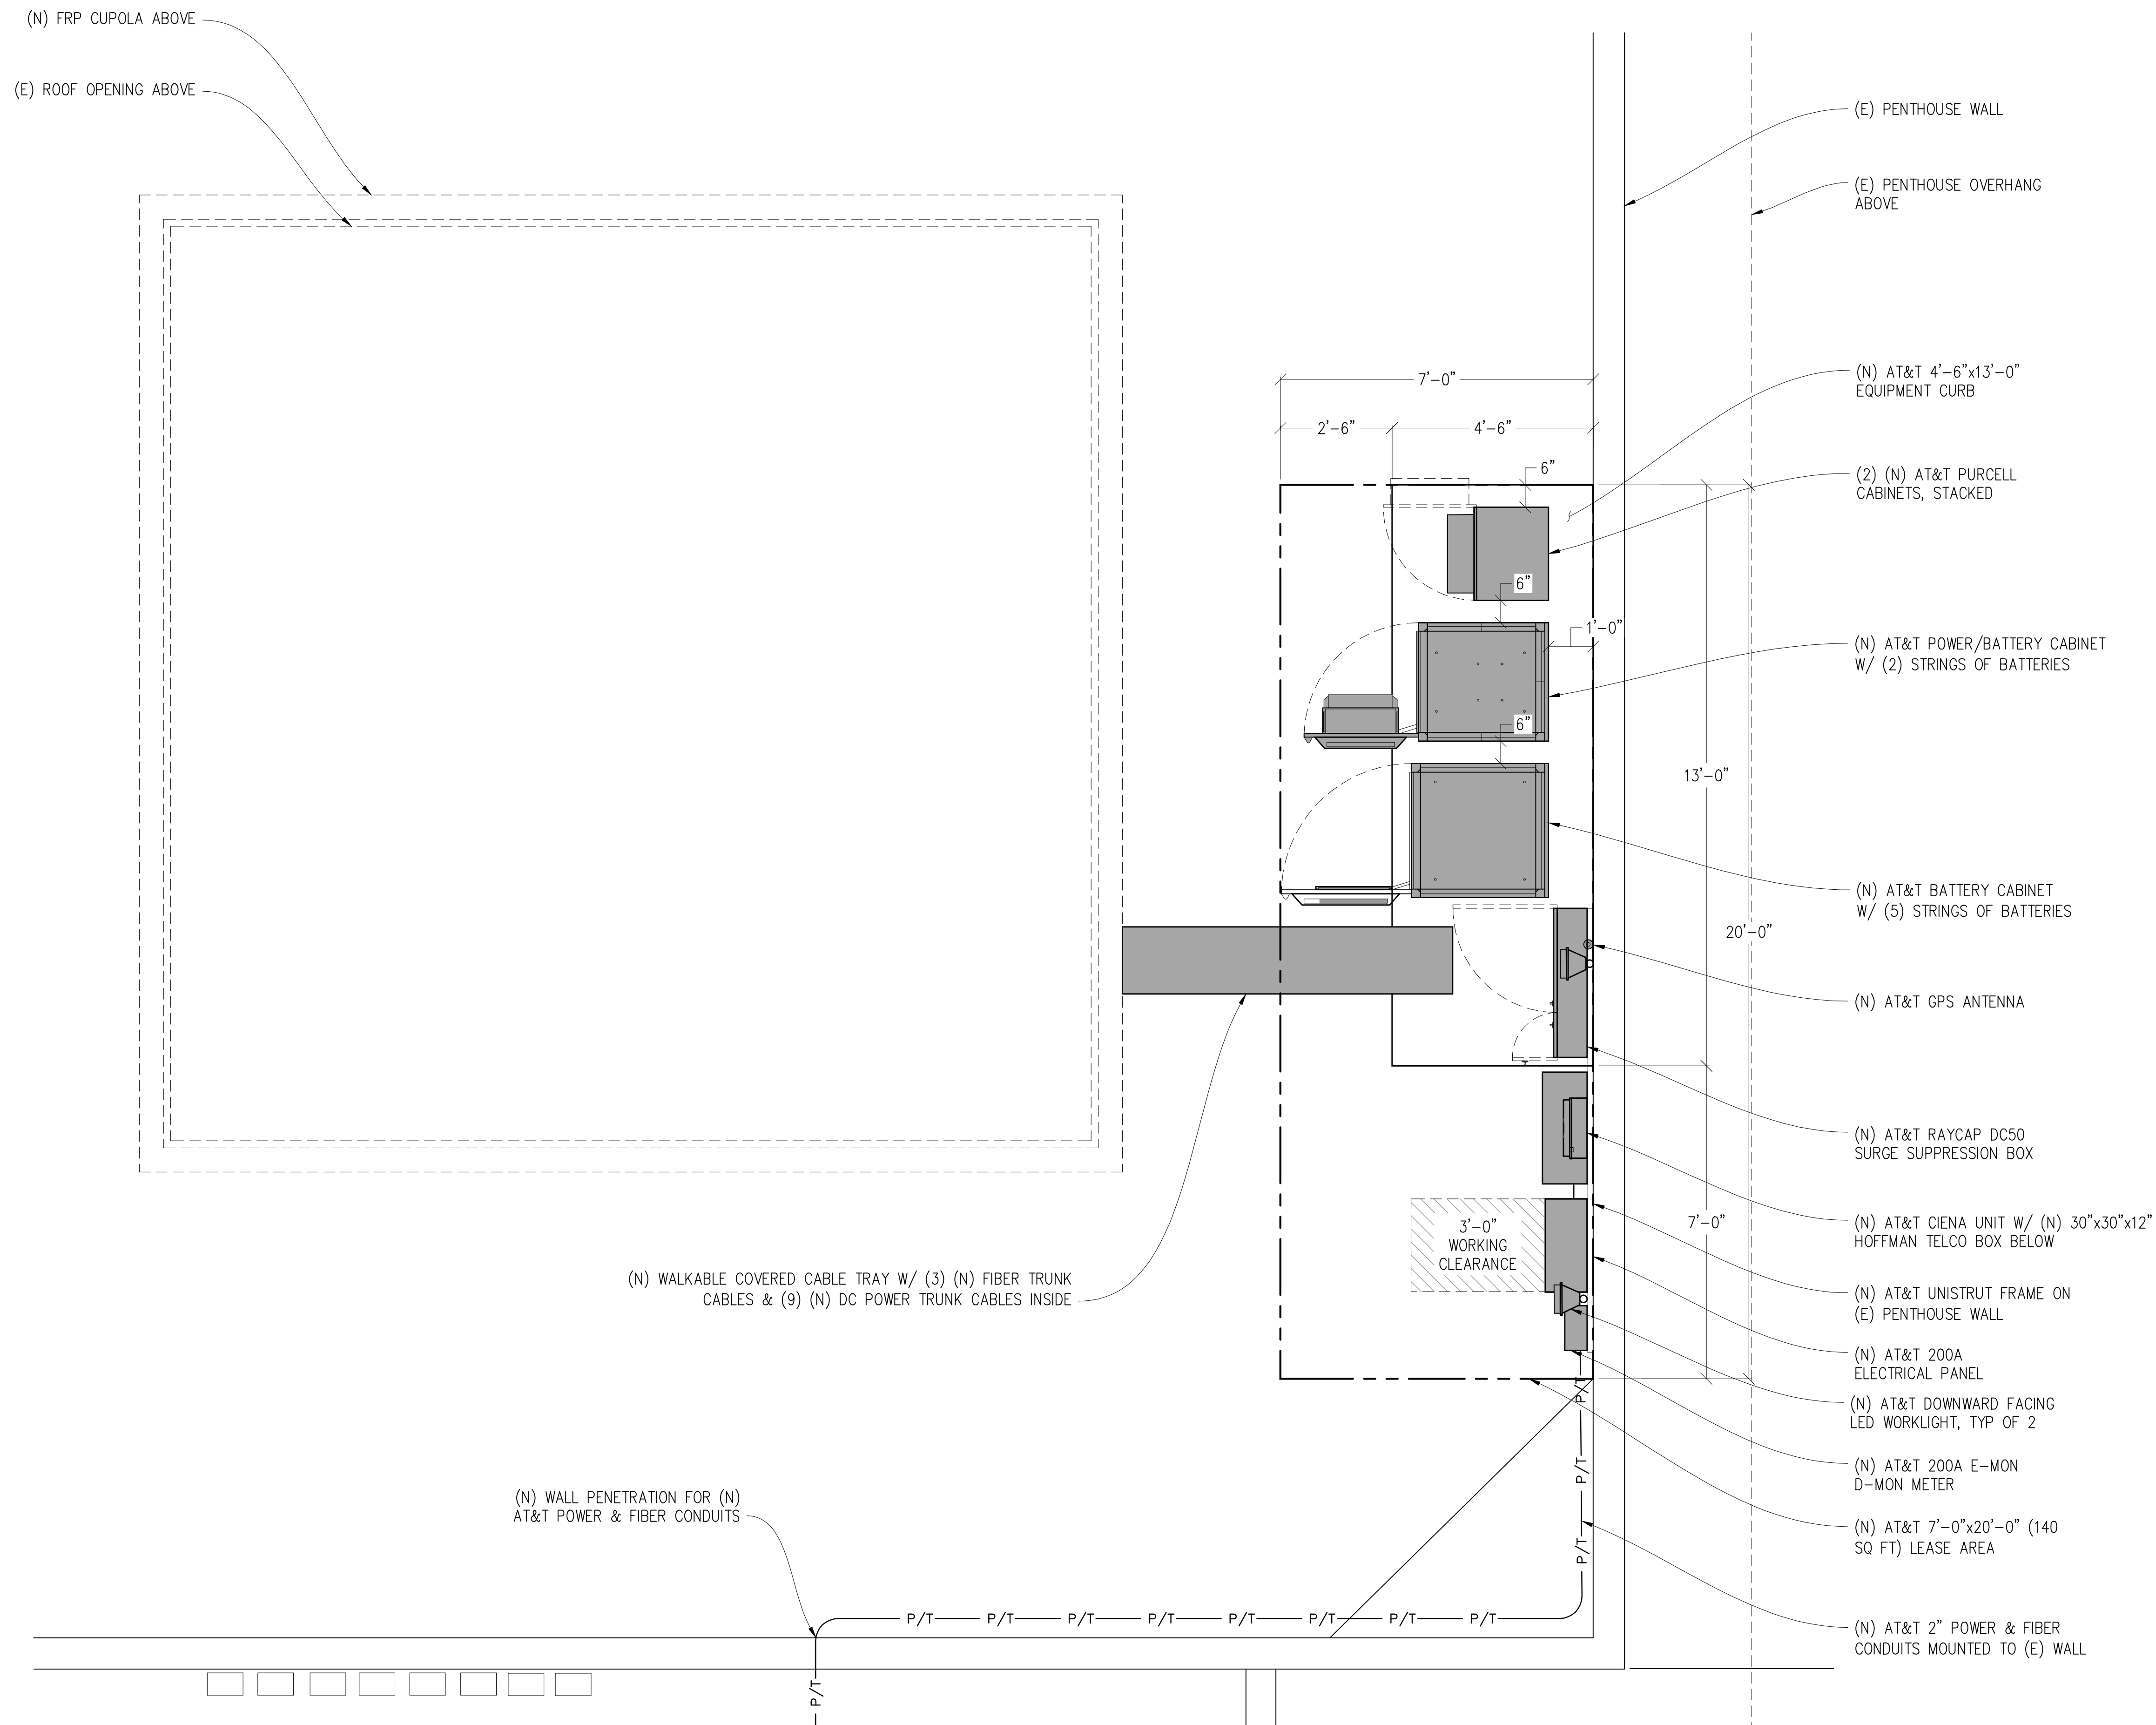 (N) FRP CUPOLA ABOVE
(E) ROOF OPENING ABOVE
(E) PENTHOUSE WALL
(E) PENTHOUSE OVERHANG
ABOVE
7'-0"
2'-6"
4'-6"
6"
6"
1'-0"
6"
13'-0"
20'-0"
7'-0"
(N) AT&T 4'-6"x13'-0"
EQUIPMENT CURB
(2) (N) AT&T PURCELL
CABINETS, STACKED
(N) AT&T POWER/BATTERY CABINET
W/ (2) STRINGS OF BATTERIES
(N) AT&T BATTERY CABINET
W/ (5) STRINGS OF BATTERIES
(N) AT&T GPS ANTENNA
(N) AT&T RAYCAP DC50
SURGE SUPPRESSION BOX
(N) AT&T CIENA UNIT W/ (N) 30"x30"x12"
HOFFMAN TELCO BOX BELOW
3'-0"
WORKING
CLEARANCE
(N) AT&T UNISTRUT FRAME ON
(E) PENTHOUSE WALL
(N) AT&T 200A
ELECTRICAL PANEL
(N) AT&T DOWNWARD FACING
LED WORKLIGHT, TYP OF 2
(N) AT&T 200A E-MON
D-MON METER
(N) AT&T 7'-0"x20'-0" (140
SQ FT) LEASE AREA
(N) AT&T 2" POWER & FIBER
CONDUITS MOUNTED TO (E) WALL
(N) WALKABLE COVERED CABLE TRAY W/ (3) (N) FIBER TRUNK
CABLES & (9) (N) DC POWER TRUNK CABLES INSIDE
(N) WALL PENETRATION FOR (N)
AT&T POWER & FIBER CONDUITS
P/T
P/T
P/T
P/T P/T P/T P/T P/T P/T P/T P/T
P/T